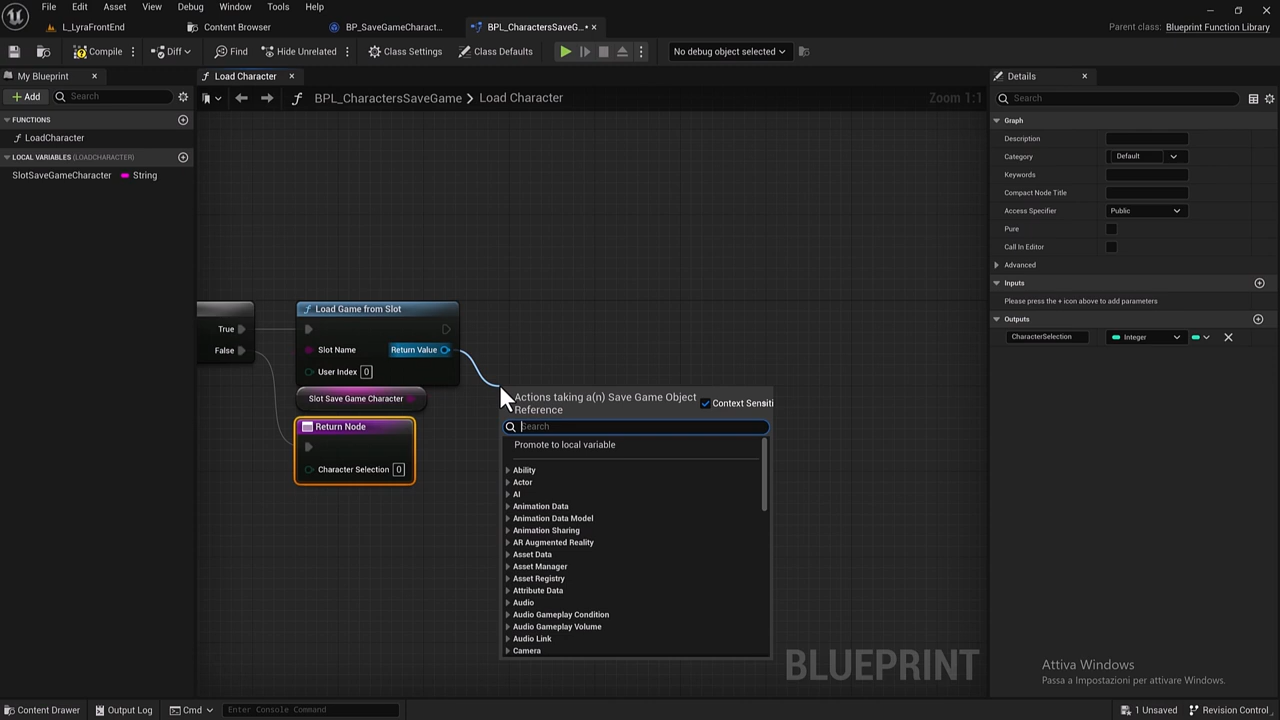 File Edit Asset View Debug Window Tools Help
L_LyraFrontEnd Content Browser BP_SaveGameCharact... BPL_CharactersSaveG...• × Parent class: Blueprint Function Library
Compile Diff Find Hide Unrelated Class Settings Class Defaults No debug object selected
My Blueprint × Load Character × Details ×
+ Add Search BPL_CharactersSaveGame > Load Character Zoom 1:1 Search
FUNCTIONS
LoadCharacter
LOCAL VARIABLES (LOADCHARACTER)
SlotSaveGameCharacter String
True
False
Load Game from Slot
Slot Name Return Value
User Index 0
Slot Save Game Character
Return Node
Character Selection 0
Actions taking a(n) Save Game Object
Reference
Context Sensiti
Search
Promote to local variable
Ability
Actor
AI
Animation Data
Animation Data Model
Animation Sharing
AR Augmented Reality
Asset Data
Asset Manager
Asset Registry
Attribute Data
Audio
Audio Gameplay Condition
Audio Gameplay Volume
Audio Link
Camera
BLUEPRINT
Graph
Description
Category Default
Keywords
Compact Node Title
Access Specifier Public
Pure
Call In Editor
Advanced
Inputs
Please press the + icon above to add parameters
Outputs
CharacterSelection Integer
Attiva Windows
Passa a Impostazioni per attivare Windows.
Content Drawer Output Log Cmd Enter Console Command 1 Unsaved Revision Control